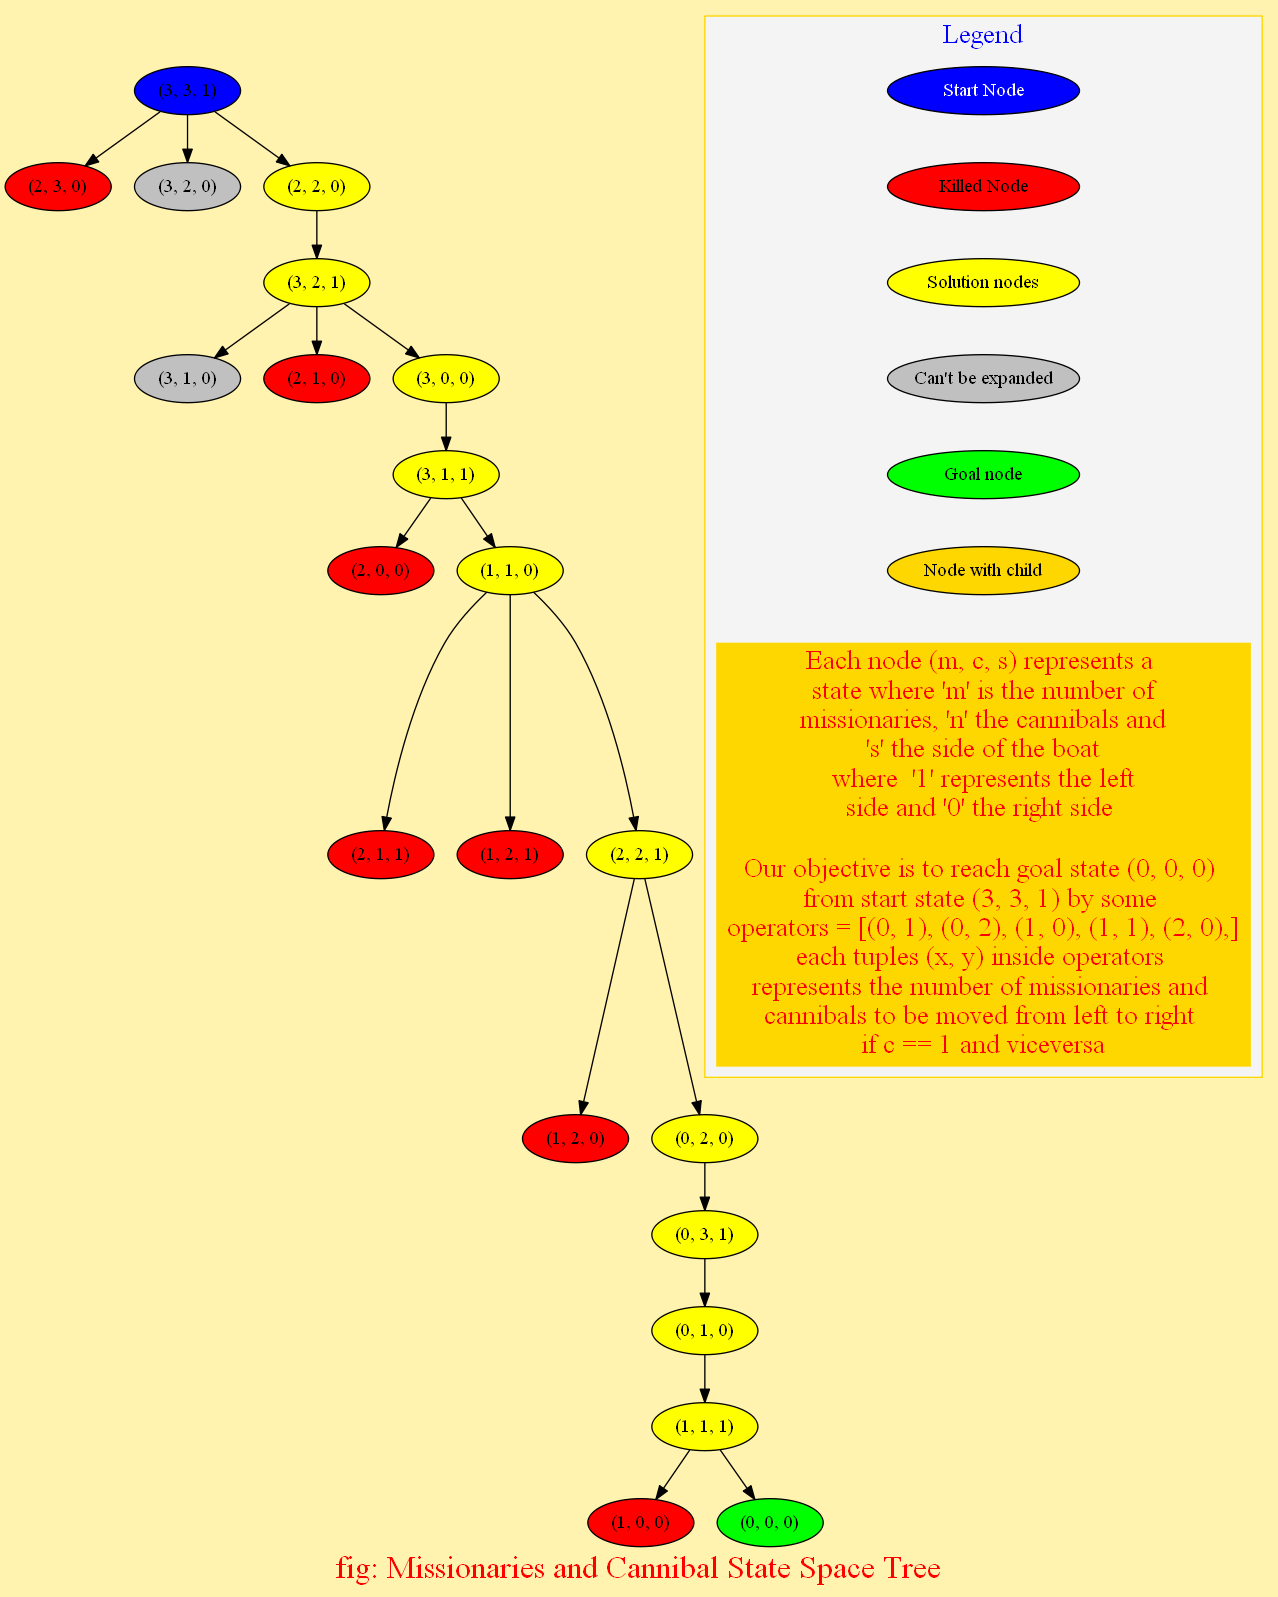 Legend
(3, 3, 1)
Start Node
(2, 3, 0)
(3, 2, 0)
(2, 2, 0)
Killed Node
(3, 2, 1)
Solution nodes
(3, 1, 0)
(2, 1, 0)
(3, 0, 0)
Can't be expanded
(3, 1, 1)
Goal node
(2, 0, 0)
(1, 1, 0)
Node with child
Each node (m, c, s) represents a
state where 'm' is the number of
missionaries, 'n' the cannibals and
's' the side of the boat
where '1' represents the left
side and '0' the right side
Our objective is to reach goal state (0, 0, 0)
from start state (3, 3, 1) by some
operators = [(0, 1), (0, 2), (1, 0), (1, 1), (2, 0),]
each tuples (x, y) inside operators
represents the number of missionaries and
cannibals to be moved from left to right
if c == 1 and viceversa
(2, 1, 1)
(1, 2, 1)
(2, 2, 1)
(1, 2, 0)
(0, 2, 0)
(0, 3, 1)
(0, 1, 0)
(1, 1, 1)
(1, 0, 0)
(0, 0, 0)
fig: Missionaries and Cannibal State Space Tree